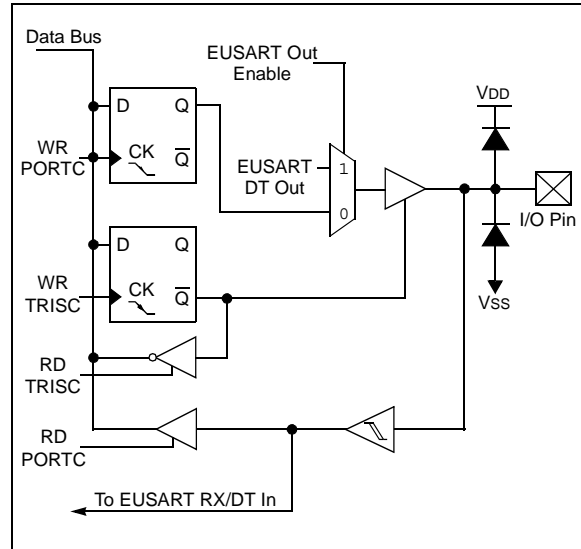 Data Bus
EUSART Out
Enable
VDD
D
Q
WR
PORTC
CK
Q
EUSART
DT Out
1
0
I/O Pin
D
Q
WR
TRISC
CK
Q
VSS
RD
TRISC
RD
PORTC
To EUSART RX/DT In